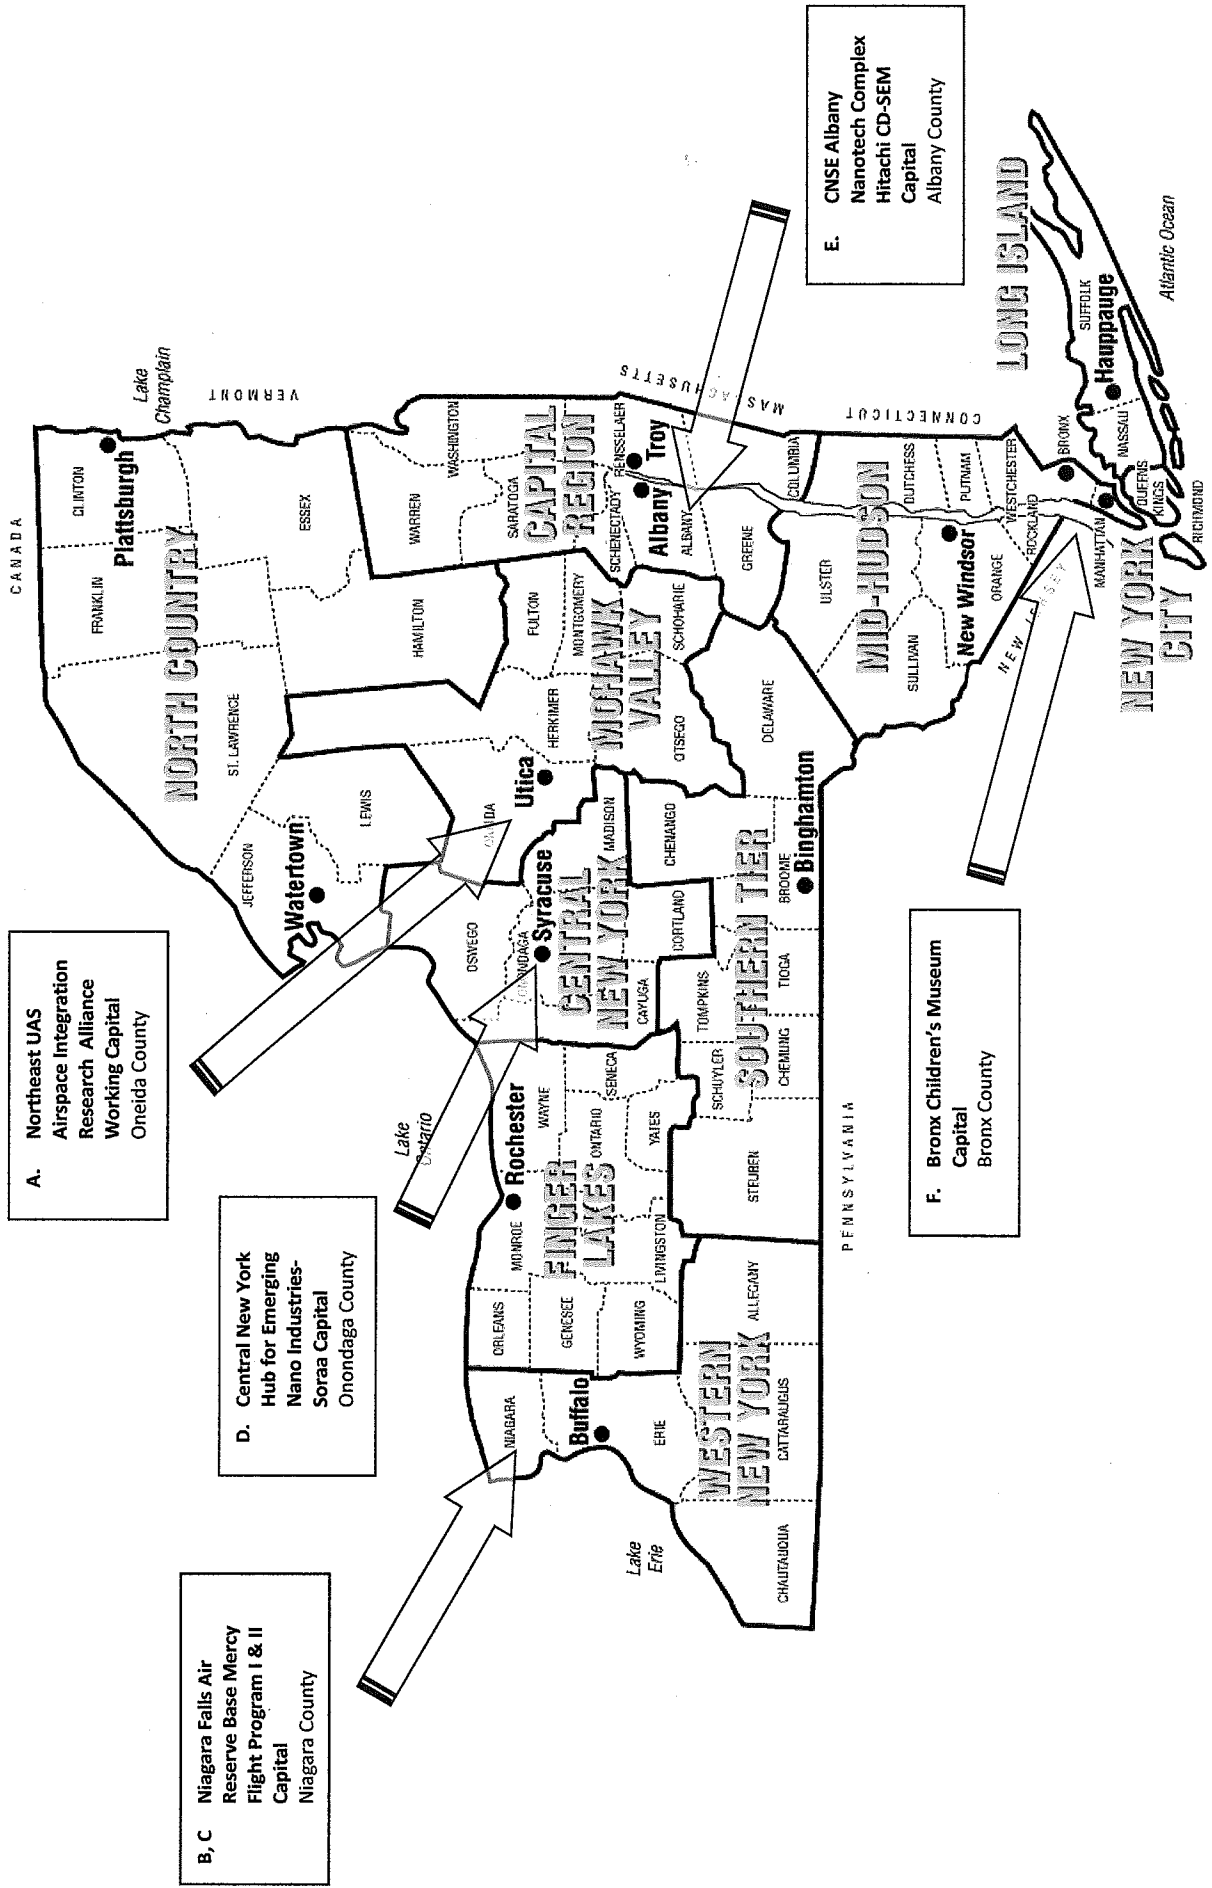 A. Northeast UAS
Airspace Integration
Research Alliance
Working Capital
Oneida County
B, C Niagara Falls Air
Reserve Base Mercy
Flight Program I & II
Capital
Niagara County
D. Central New York
Hub for Emerging
Nano Industries-
Soraa Capital
Onondaga County
E. CNSE Albany
Nanotech Complex
Hitachi CD-SEM
Capital
Albany County
F. Bronx Children's Museum
Capital
Bronx County
CANADA
Lake
Champlain
VERMONT
MASSACHUSETTS
CONNECTICUT
NEW JERSEY
PENNSYLVANIA
Atlantic Ocean
Lake
Ontario
Lake
Erie
NORTH COUNTRY
CLINTON
Plattsburgh
FRANKLIN
ESSEX
ST. LAWRENCE
HAMILTON
JEFFERSON
Watertown
LEWIS
CAPITAL
REGION
WASHINGTON
WARREN
SARATOGA
SCHENECTADY
RENSSELAER
Troy
Albany
ALBANY
GREENE
COLUMBIA
MOHAWK
VALLEY
FULTON
MONTGOMERY
SCHOHARIE
HERKIMER
OTSEGO
Utica
CENTRAL
NEW YORK
OSWEGO
Syracuse
MADISON
CORTLAND
CAYUGA
SOUTHERN TIER
DELAWARE
CHENANGO
BROOME
Binghamton
TIOGA
TOMPKINS
SCHUYLER
CHEMUNG
STEUBEN
FINGER
LAKES
Rochester
WAYNE
SENECA
ONTARIO
YATES
MONROE
LIVINGSTON
ORLEANS
GENESEE
WYOMING
WESTERN
NEW YORK
NIAGARA
Buffalo
ERIE
ALLEGANY
CATTARAUGUS
CHAUTAUQUA
MID-HUDSON
ULSTER
SULLIVAN
DUTCHESS
PUTNAM
ORANGE
New Windsor
WESTCHESTER
ROCKLAND
NEW YORK
CITY
BRONX
MANHATTAN
QUEENS
KINGS
RICHMOND
LONG ISLAND
SUFFOLK
Hauppauge
NASSAU